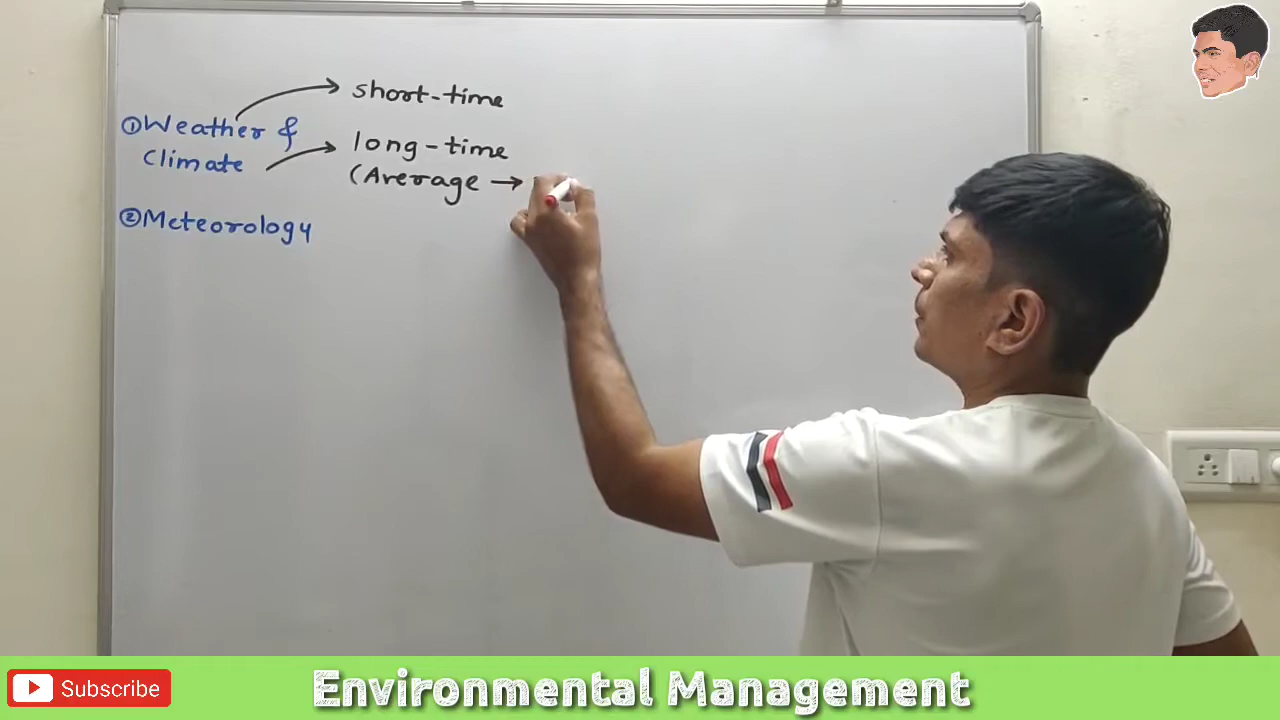 short-time
①Weather &
Climate
long-time
(Average →
②Meteorology
Subscribe
Environmental Management